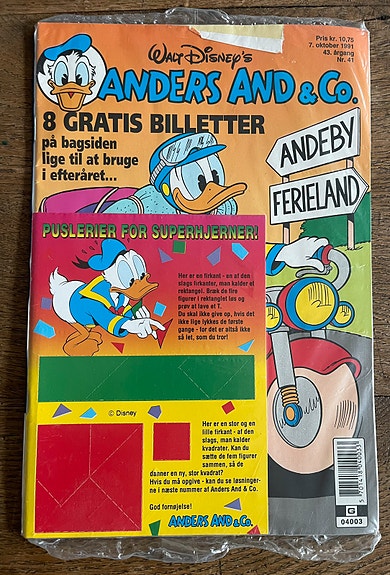 WALT DISNEY'S
Pris kr. 10,75
7. oktober 1991
43. årgang
Nr. 41
ANDERS AND & Co.
8 GRATIS BILLETTER
på bagsiden
lige til at bruge
i efteråret...
ANDEBY
FERIELAND
PUSLERIER FOR SUPERHJERNER!
Her er en firkant - en af den
slags firkanter, man kalder et
rektangel. Bræk de fire
figurer i rektanglet løs og
prøv at lave et T.
Du skal ikke give op, hvis det
ikke lige lykkes de første
gange - for det er altså ikke
så let, som du tror!
© Disney
Her er en stor og en
lille firkant - af den
slags, man kalder
kvadrater. Kan du
sætte de fem figurer
sammen, så de
danner en ny, stor kvadrat?
Hvis du må opgive - kan du se løsninger-
ne i næste nummer af Anders And & Co.
God fornøjelse!
ANDERS AND & CO.
G
04003